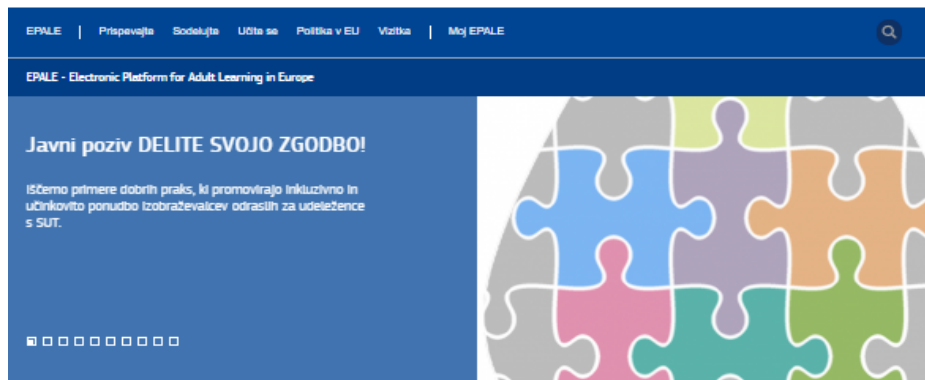 EPALE | Prispevajte Sodelujte Učite se Politika v EU Vizitka | Moj EPALE
EPALE - Electronic Platform for Adult Learning in Europe
Javni poziv DELITE SVOJO ZGODBO!
Iščemo primere dobrih praks, ki promovirajo inkluzivno in
učinkovito ponudbo izobraževalcev odraslih za udeležence
s SUT.